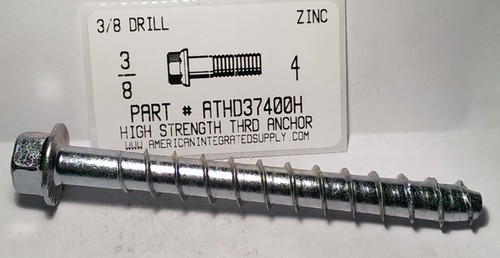 3/8 DRILL ZINC
3/8 4
PART # ATHD37400H
HIGH STRENGTH THRD ANCHOR
WWW.AMERICANINTEGRATEDSUPPLY.COM